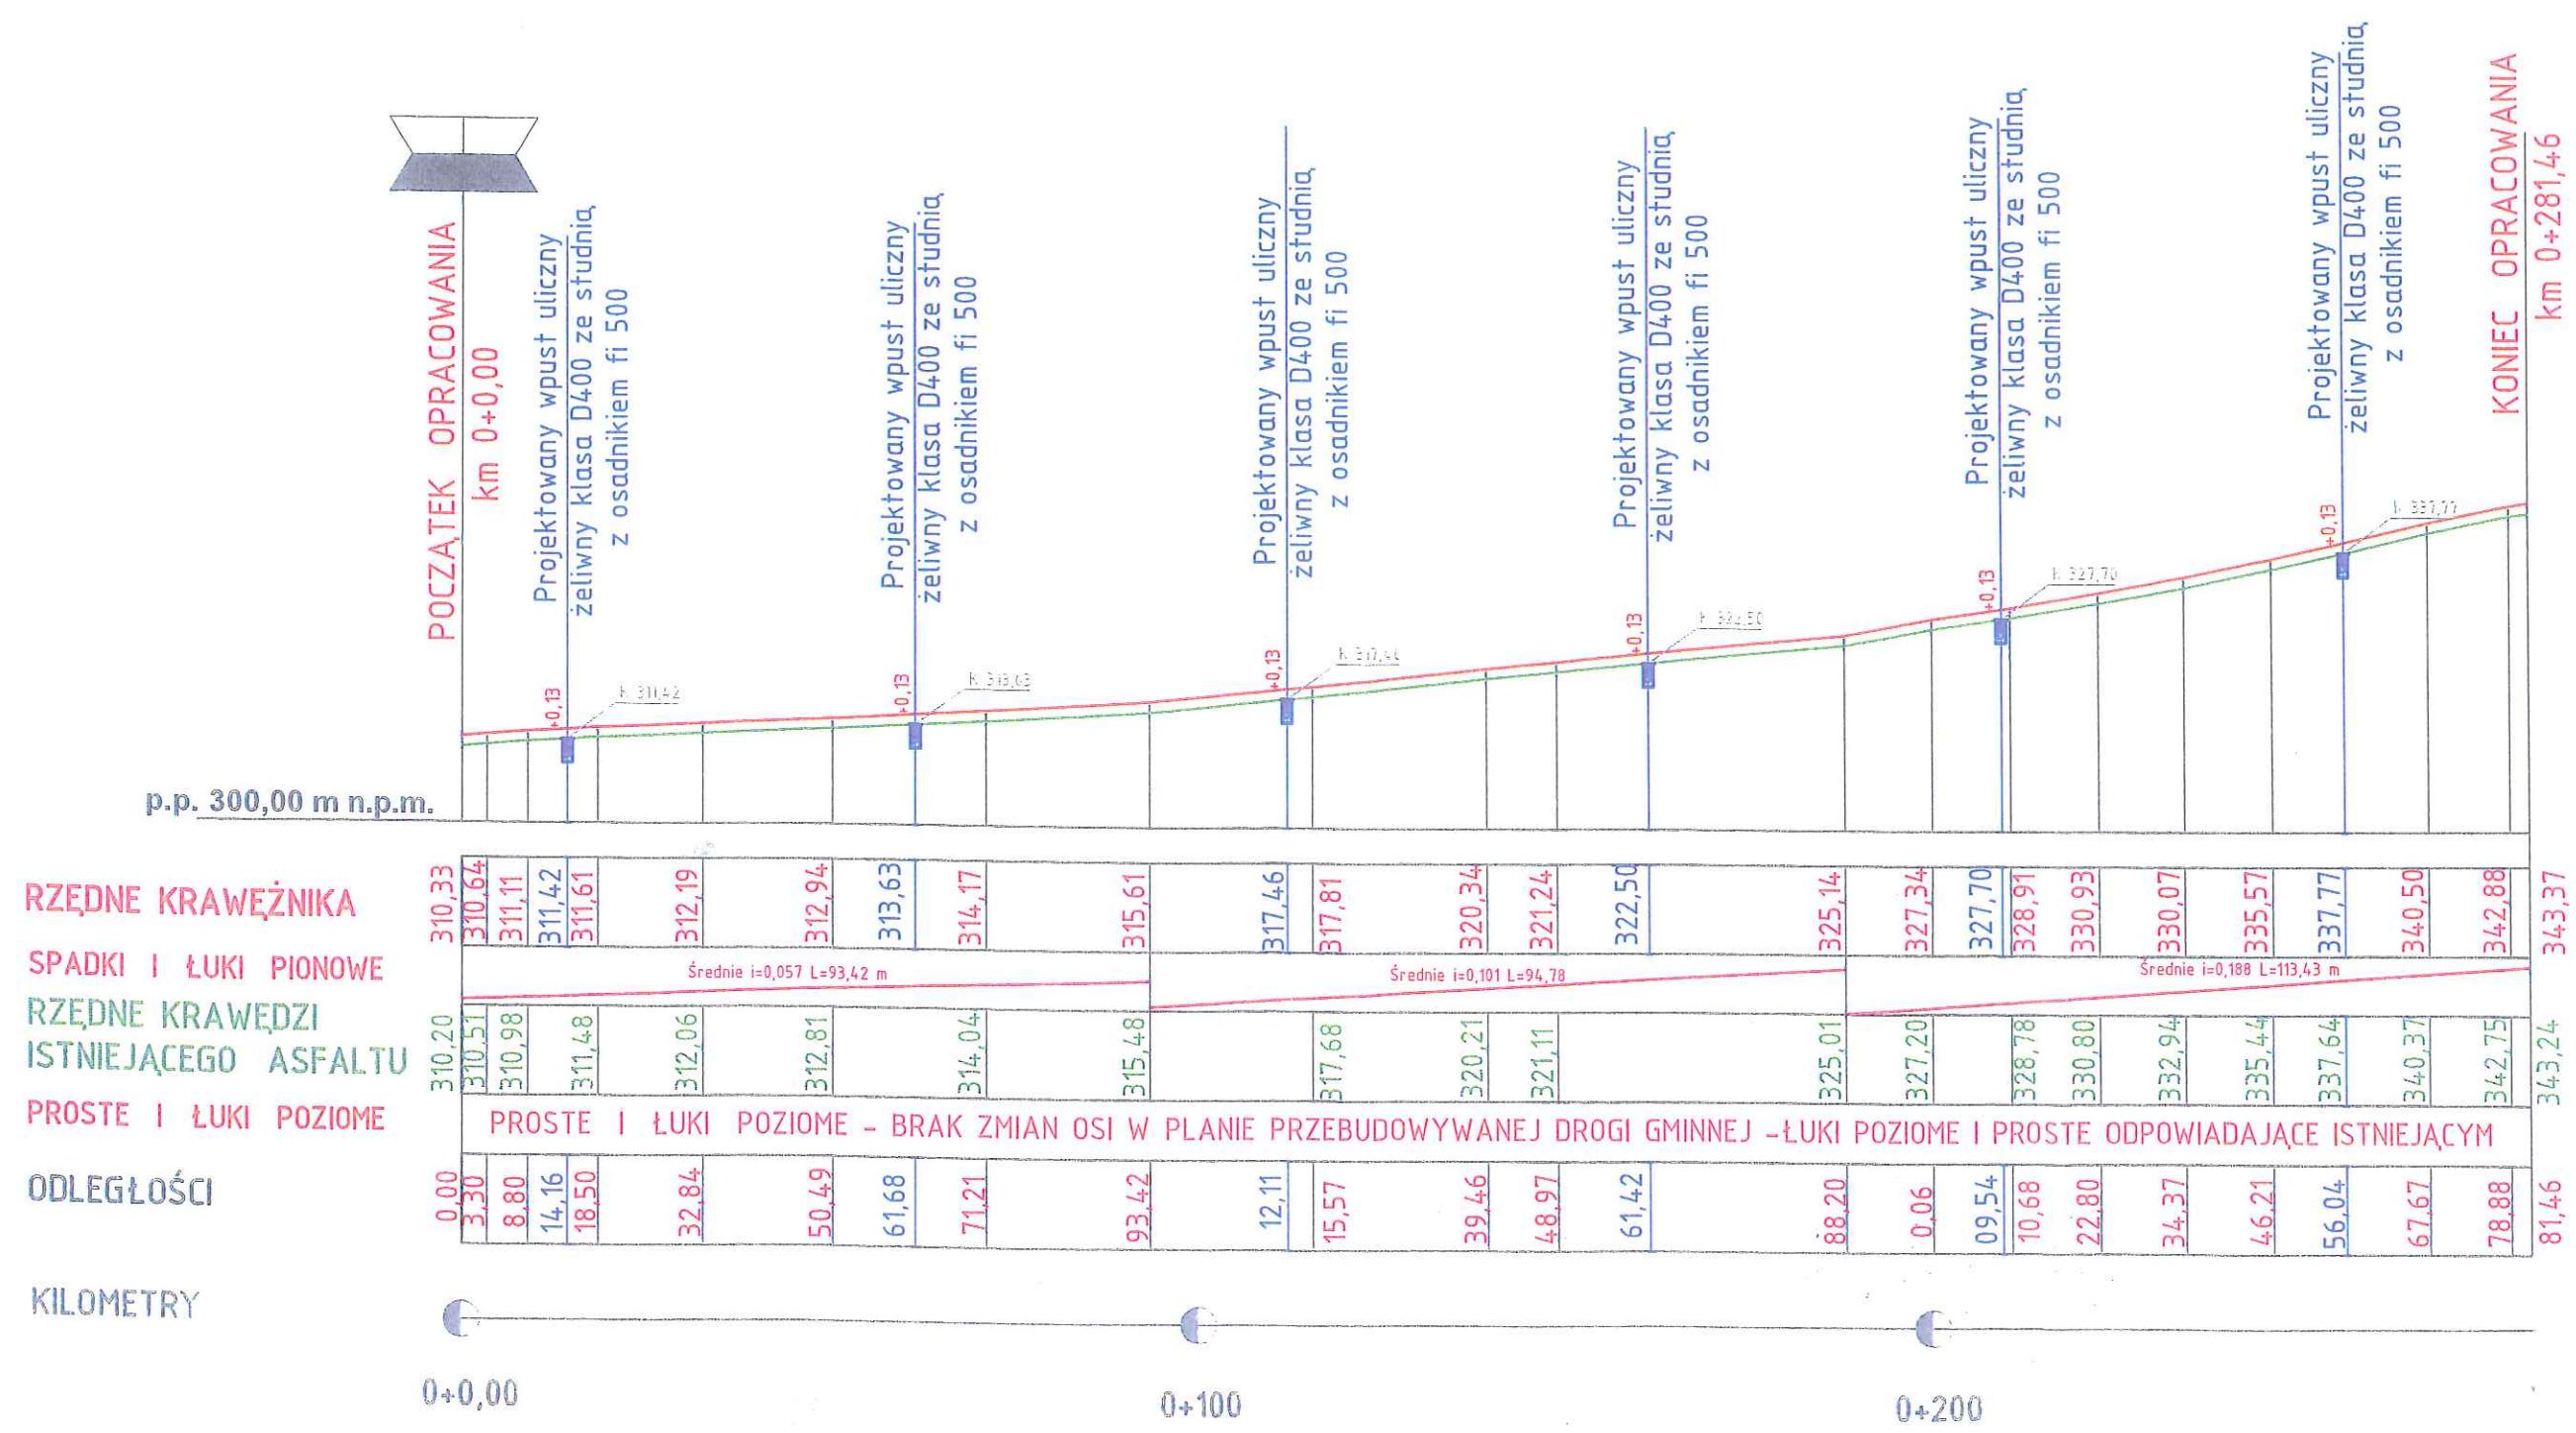 POCZĄTEK OPRACOWANIA
km 0+0,00
Projektowany wpust uliczny
żeliwny klasa D400 ze studnią
z osadnikiem fi 500
Projektowany wpust uliczny
żeliwny klasa D400 ze studnią
z osadnikiem fi 500
Projektowany wpust uliczny
żeliwny klasa D400 ze studnią
z osadnikiem fi 500
Projektowany wpust uliczny
żeliwny klasa D400 ze studnią
z osadnikiem fi 500
Projektowany wpust uliczny
żeliwny klasa D400 ze studnią
z osadnikiem fi 500
Projektowany wpust uliczny
żeliwny klasa D400 ze studnią
z osadnikiem fi 500
KONIEC OPRACOWANIA
km 0+281,46
+0,13
+0,13
+0,13
+0,13
+0,13
+0,13
K 311,42
K 313,63
K 317,46
K 322,50
K 327,70
K 337,77
p.p. 300,00 m n.p.m.
RZĘDNE KRAWĘŻNIKA
310,33 310,64 311,11 311,42 311,61 312,19 312,94 313,63 314,17 315,61 317,46 317,81 320,34 321,24 322,50 325,14 327,34 327,70 328,91 330,93 330,07 335,57 337,77 340,50 342,88 343,37
SPADKI I ŁUKI PIONOWE
Średnie i=0,057 L=93,42 m
Średnie i=0,101 L=94,78
Średnie i=0,188 L=113,43 m
RZĘDNE KRAWĘDZI
ISTNIEJĄCEGO ASFALTU
310,20 310,51 310,98 311,48 312,06 312,81 314,04 315,48 317,68 320,21 321,11 325,01 327,20 328,78 330,80 332,94 335,44 337,64 340,37 342,75 343,24
PROSTE I ŁUKI POZIOME
PROSTE I ŁUKI POZIOME - BRAK ZMIAN OSI W PLANIE PRZEBUDOWYWANEJ DROGI GMINNEJ -ŁUKI POZIOME I PROSTE ODPOWIADAJĄCE ISTNIEJĄCYM
ODLEGŁOŚCI
0,00 3,30 8,80 14,16 18,50 32,84 50,49 61,68 71,21 93,42 12,11 15,57 39,46 48,97 61,42 88,20 0,06 09,54 10,68 22,80 34,37 46,21 56,04 67,67 78,88 81,46
KILOMETRY
0+0,00
0+100
0+200